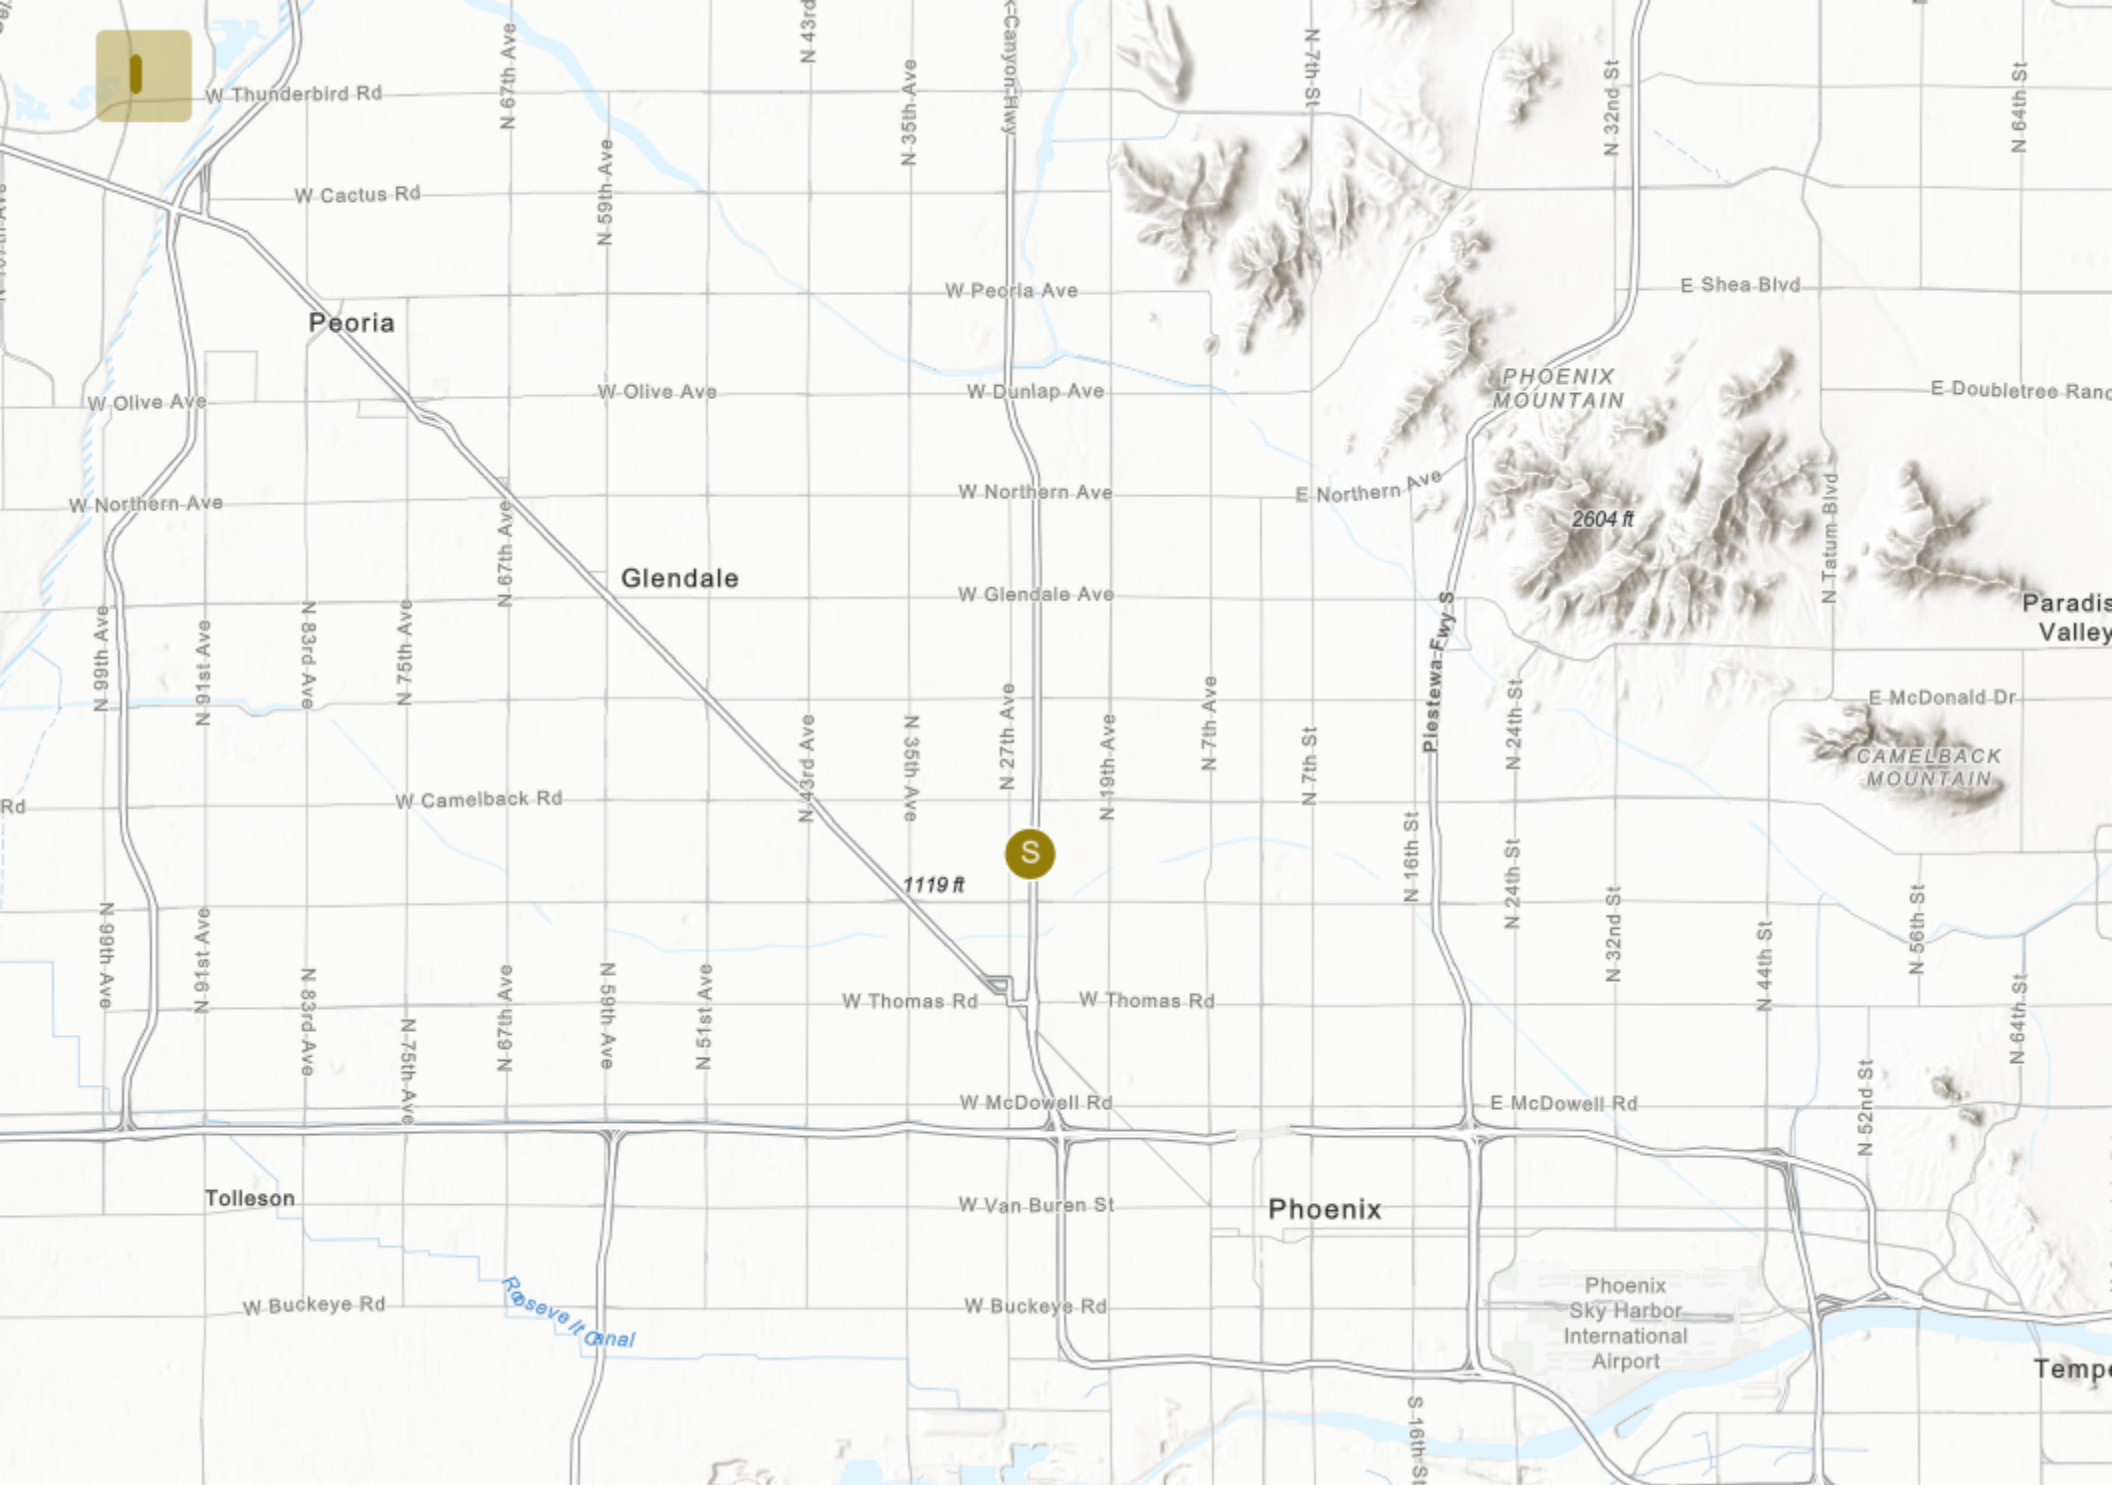 N 43rd
Canyon Hwy
N 67th Ave
N 35th Ave
N 7th St
N 32nd St
N 64th St
W Thunderbird Rd
N 59th Ave
W Cactus Rd
W Peoria Ave
E Shea Blvd
Peoria
PHOENIX
MOUNTAIN
W Olive Ave
W Olive Ave
W Dunlap Ave
E Doubletree Ranc
W Northern Ave
W Northern Ave
E Northern Ave
2604 ft
N Tatum Blvd
N 67th Ave
Glendale
W Glendale Ave
Paradis
Valley
N 99th Ave
N 91st Ave
N 83rd Ave
N 75th Ave
Piestewa Fwy S
E McDonald Dr
N 43rd Ave
N 35th Ave
N 27th Ave
N 19th Ave
N 7th Ave
N 7th St
N 24th St
CAMELBACK
MOUNTAIN
Rd
W Camelback Rd
S
1119 ft
N 16th St
N 24th St
N 32nd St
N 44th St
N 56th St
N 64th St
N 99th Ave
N 91st Ave
N 83rd Ave
N 75th Ave
N 67th Ave
N 59th Ave
N 51st Ave
W Thomas Rd
W Thomas Rd
W McDowell Rd
E McDowell Rd
N 52nd St
Tolleson
W Van Buren St
Phoenix
W Buckeye Rd
Roosevelt Canal
W Buckeye Rd
Phoenix
Sky Harbor
International
Airport
Tempe
S 16th St